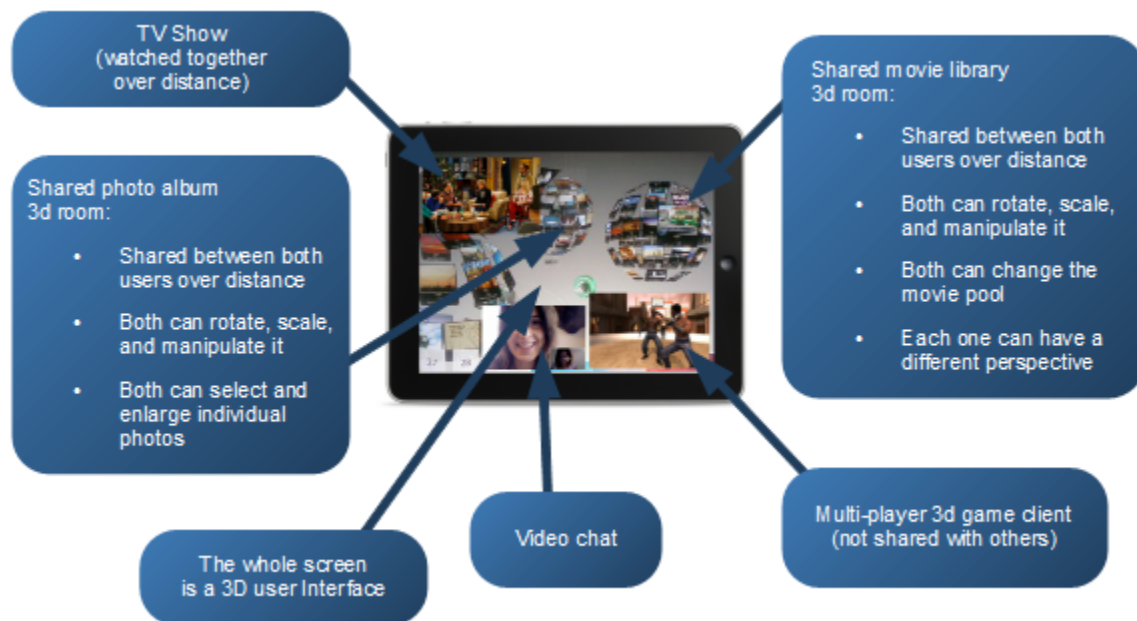 TV Show
(watched together
over distance)
Shared photo album
3d room:
• Shared between both
users over distance
• Both can rotate, scale,
and manipulate it
• Both can select and
enlarge individual
photos
The whole screen
is a 3D user Interface
Video chat
Shared movie library
3d room:
• Shared between both
users over distance
• Both can rotate, scale,
and manipulate it
• Both can change the
movie pool
• Each one can have a
different perspective
Multi-player 3d game client
(not shared with others)
27 28